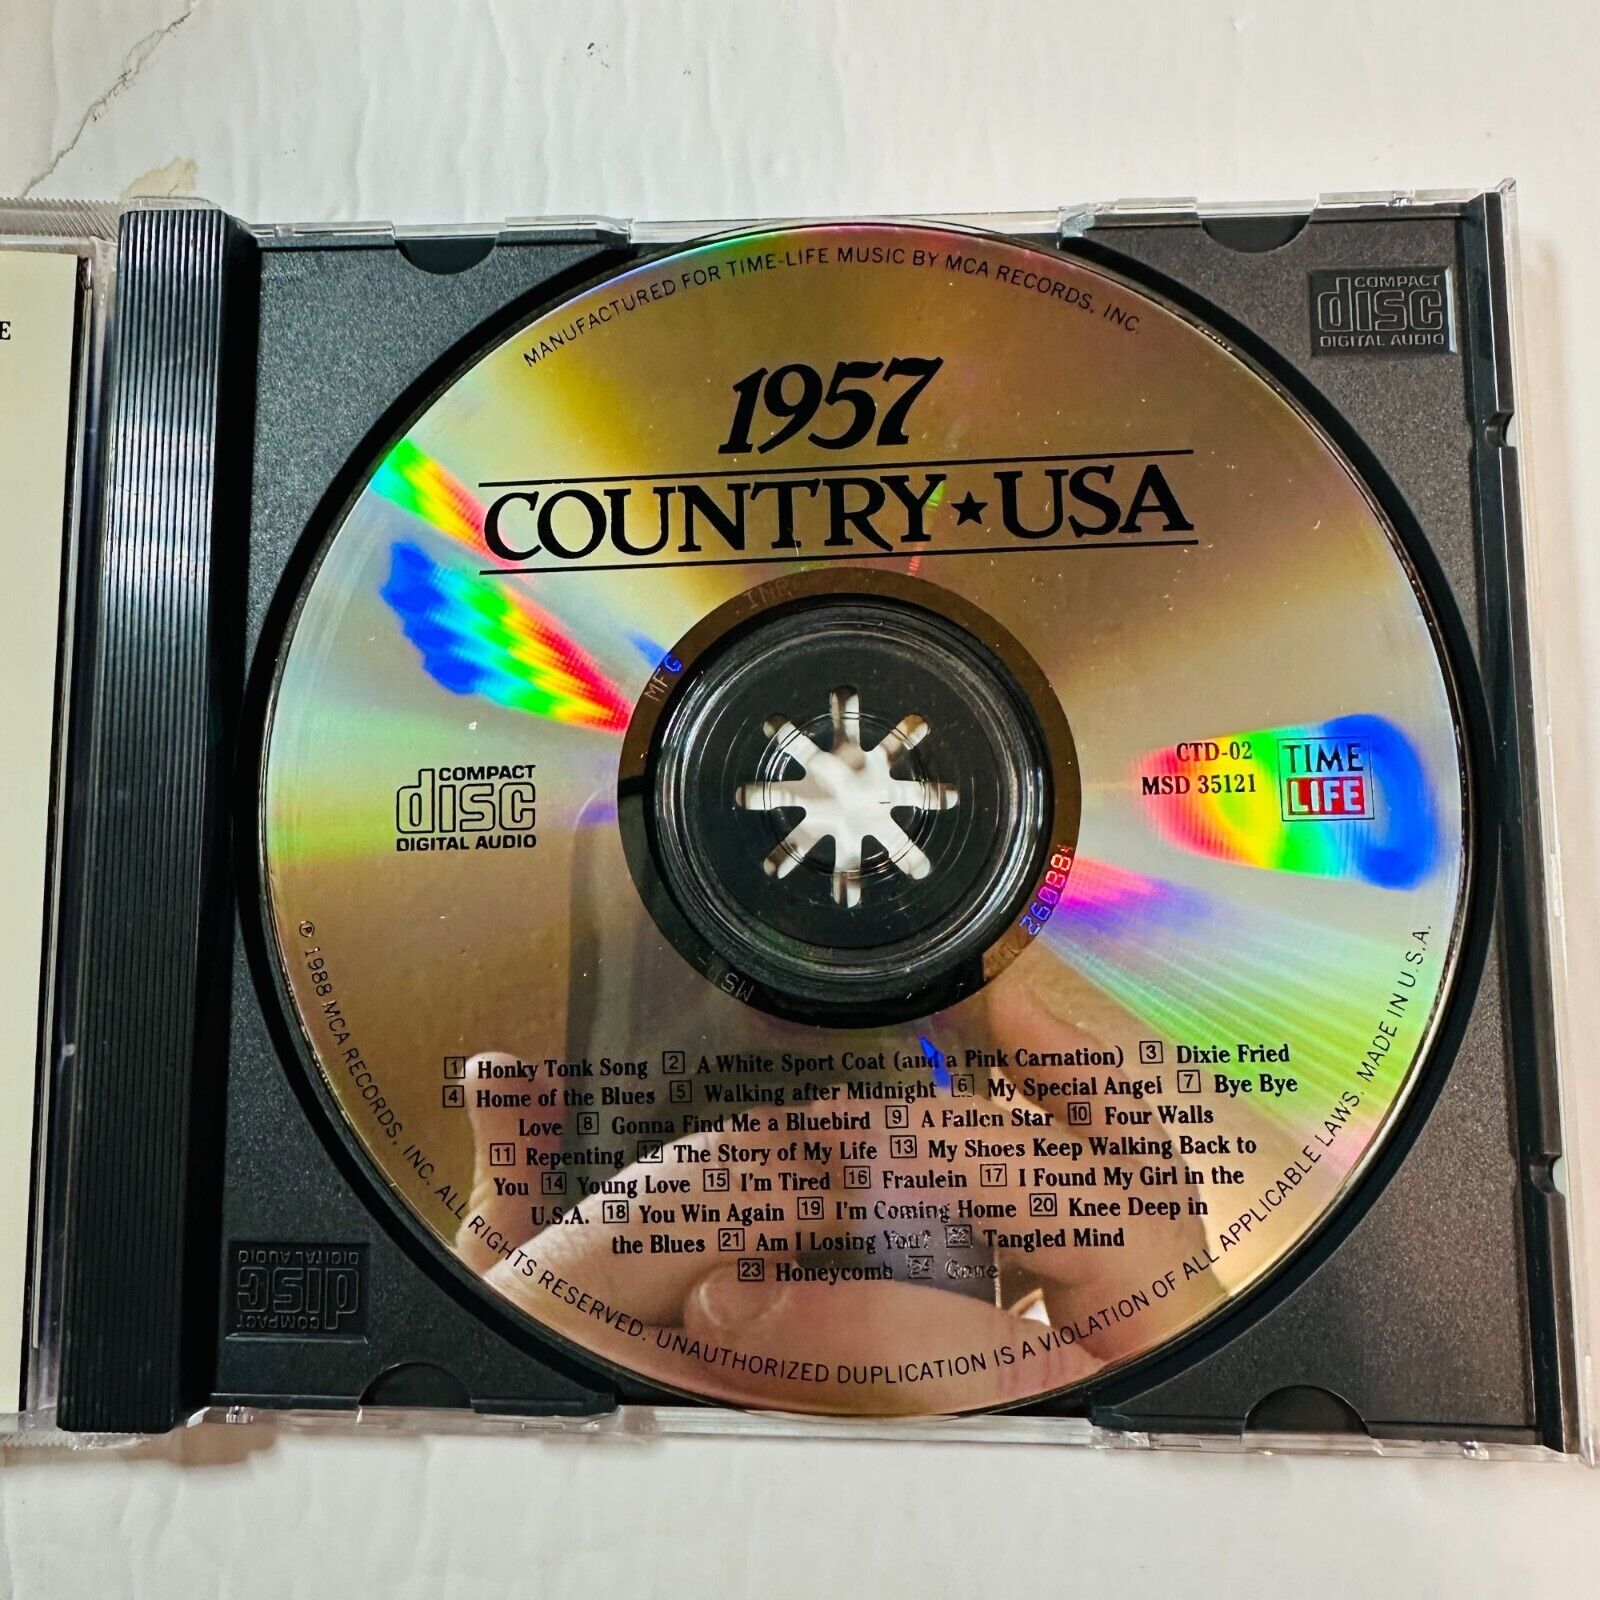 E
MANUFACTURED FOR TIME-LIFE MUSIC BY MCA RECORDS, INC.
1957
COUNTRY★USA
COMPACT
disc
DIGITAL AUDIO
MFG
CTD-02
MSD 35121
TIME
LIFE
COMPACT
disc
DIGITAL AUDIO
1 Honky Tonk Song 2 A White Sport Coat (and a Pink Carnation) 3 Dixie Fried
4 Home of the Blues 5 Walking after Midnight 6 My Special Angel 7 Bye Bye
Love 8 Gonna Find Me a Bluebird 9 A Fallen Star 10 Four Walls
11 Repenting 12 The Story of My Life 13 My Shoes Keep Walking Back to
You 14 Young Love 15 I'm Tired 16 Fraulein 17 I Found My Girl in the
U.S.A. 18 You Win Again 19 I'm Coming Home 20 Knee Deep in
the Blues 21 Am I Losing You? 22 Tangled Mind
23 Honeycomb 24 Gone
℗ 1988 MCA RECORDS, INC. ALL RIGHTS RESERVED. UNAUTHORIZED DUPLICATION IS A VIOLATION OF ALL APPLICABLE LAWS. MADE IN U.S.A.
COMPACT
disc
DIGITAL AUDIO